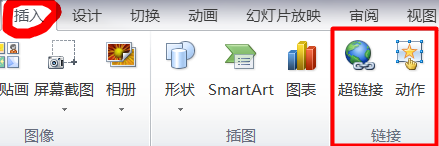 插入 设计 切换 动画 幻灯片放映 审阅 视图
贴画 屏幕截图 相册 形状 SmartArt 图表 超链接 动作
图像 插图 链接